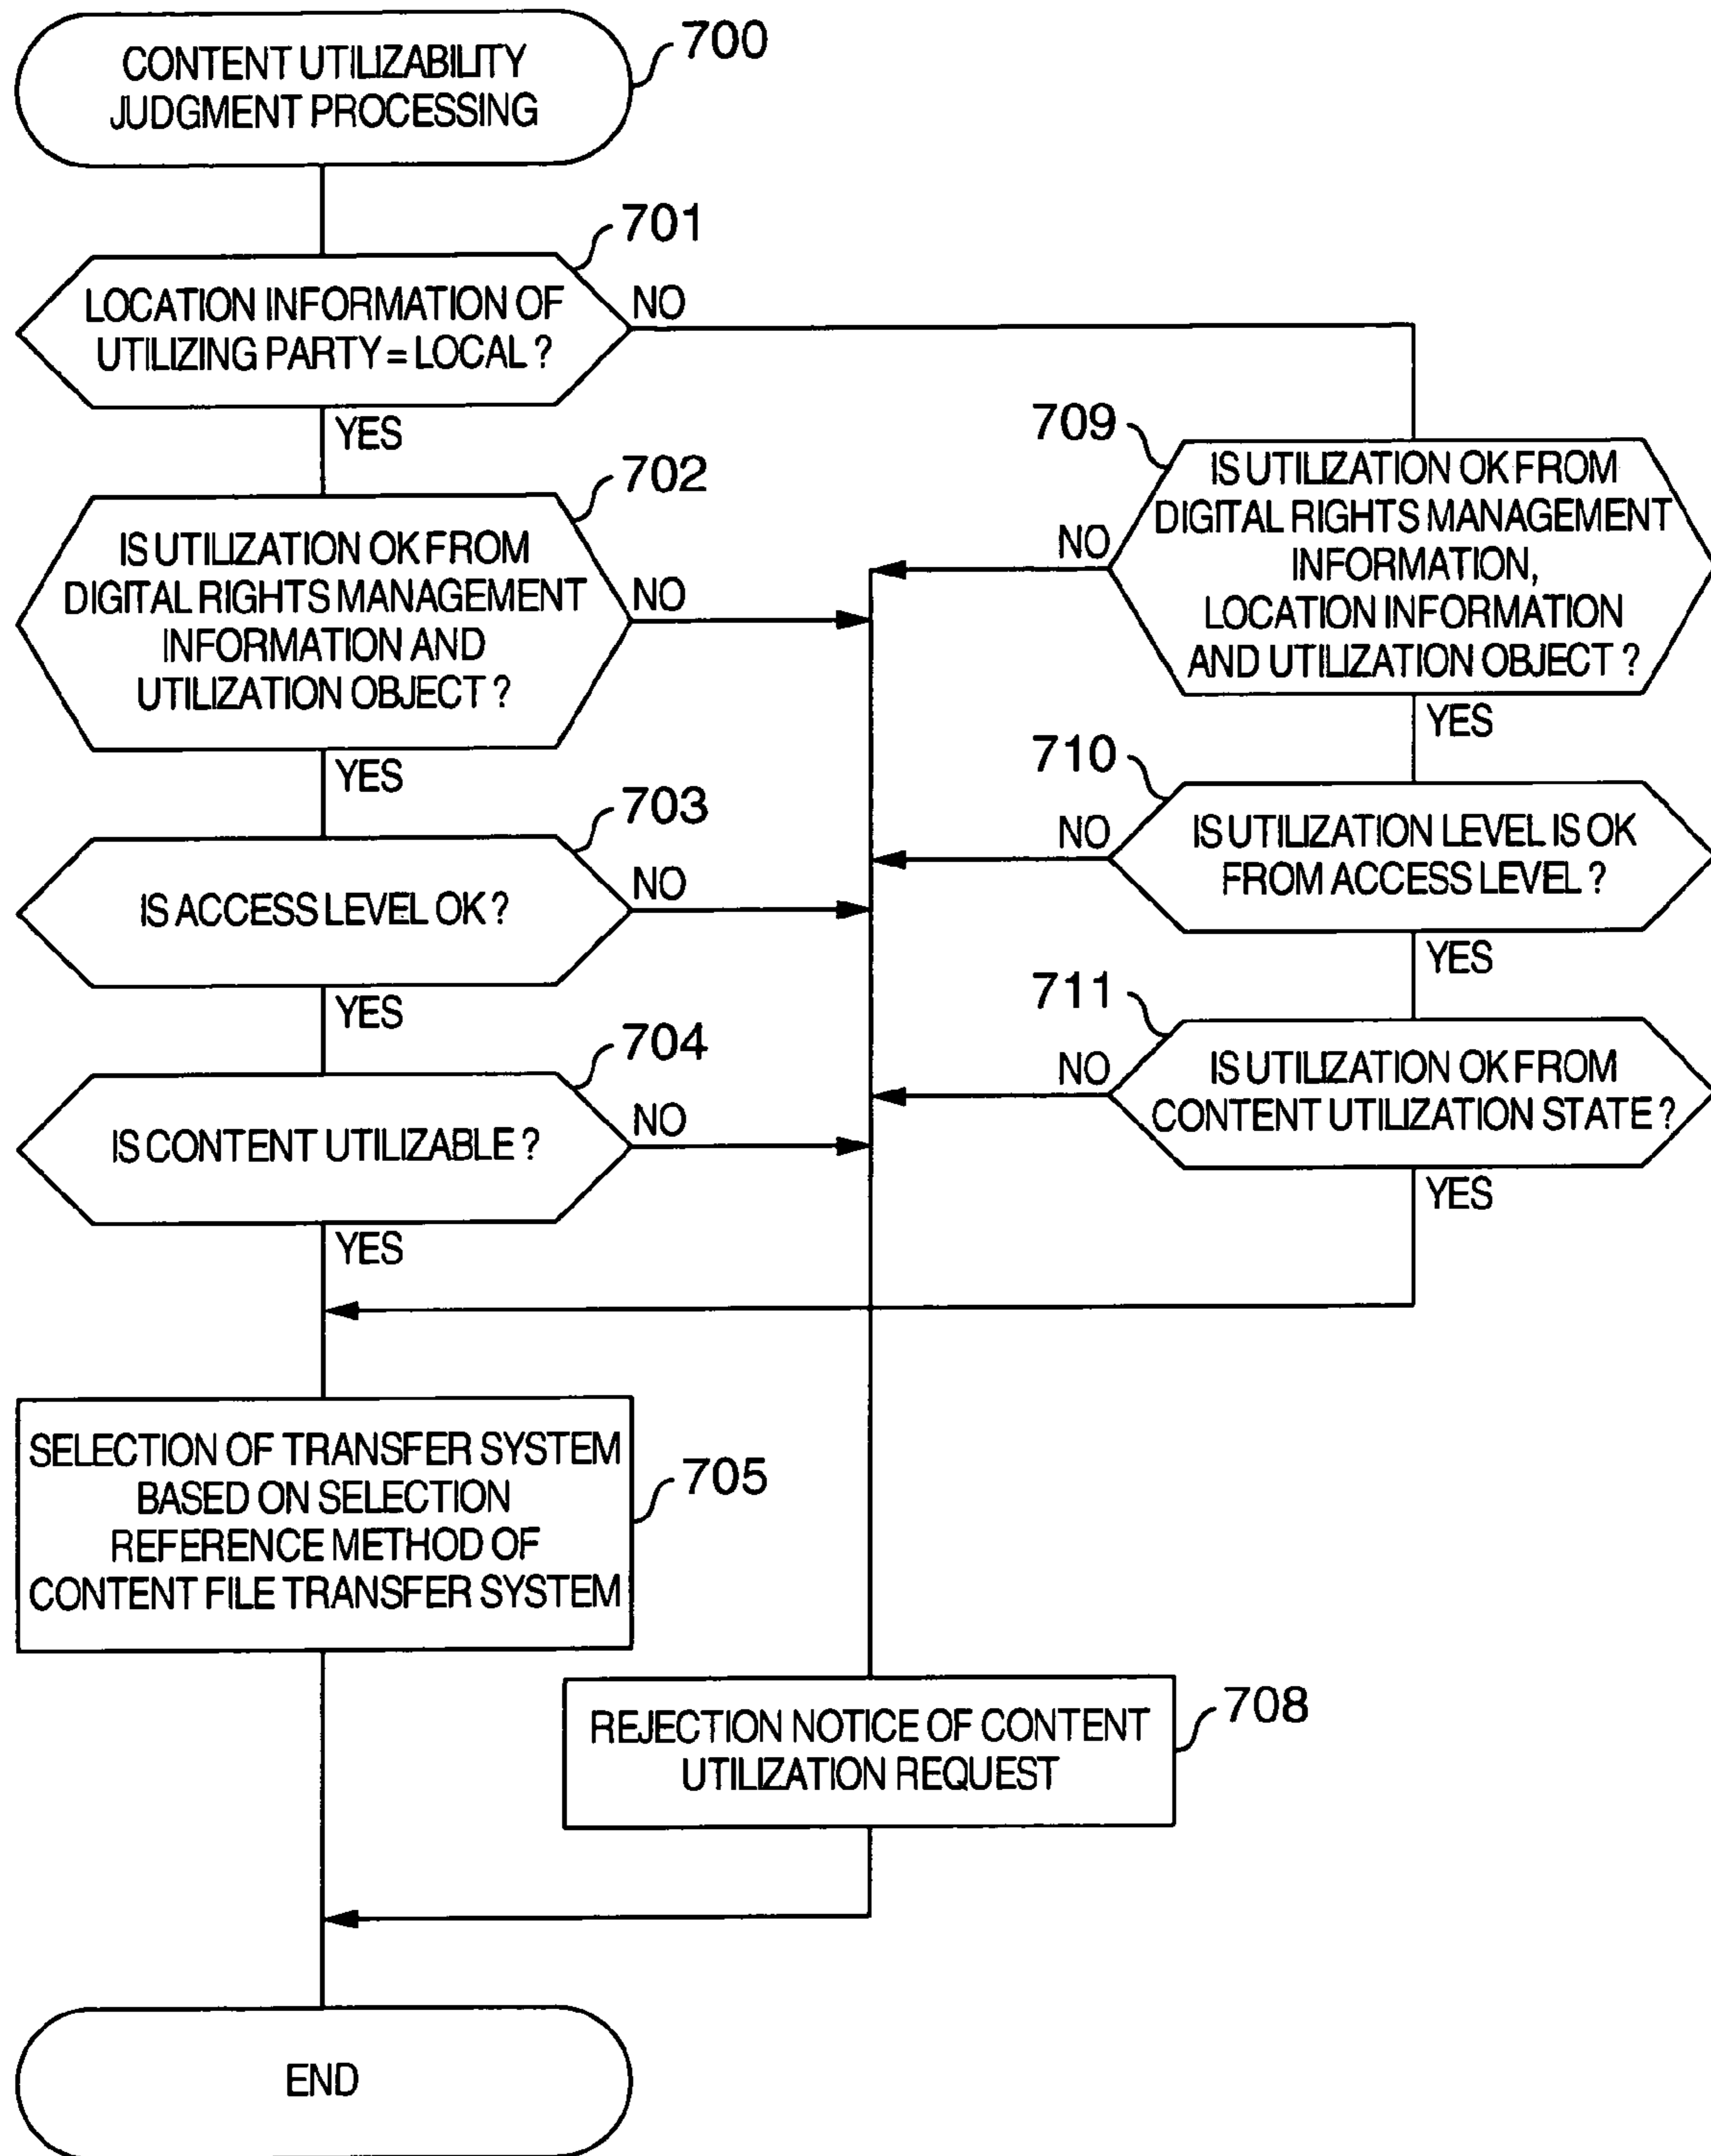 CONTENT UTILIZABILITY
JUDGMENT PROCESSING
700
701
LOCATION INFORMATION OF
UTILIZING PARTY = LOCAL ?
NO
YES
702
IS UTILIZATION OK FROM
DIGITAL RIGHTS MANAGEMENT
INFORMATION AND
UTILIZATION OBJECT ?
NO
YES
703
IS ACCESS LEVEL OK ?
NO
YES
704
IS CONTENT UTILIZABLE ?
NO
YES
709
IS UTILIZATION OK FROM
DIGITAL RIGHTS MANAGEMENT
INFORMATION,
LOCATION INFORMATION
AND UTILIZATION OBJECT ?
NO
YES
710
IS UTILIZATION LEVEL IS OK
FROM ACCESS LEVEL ?
NO
YES
711
IS UTILIZATION OK FROM
CONTENT UTILIZATION STATE ?
NO
YES
SELECTION OF TRANSFER SYSTEM
BASED ON SELECTION
REFERENCE METHOD OF
CONTENT FILE TRANSFER SYSTEM
705
REJECTION NOTICE OF CONTENT
UTILIZATION REQUEST
708
END